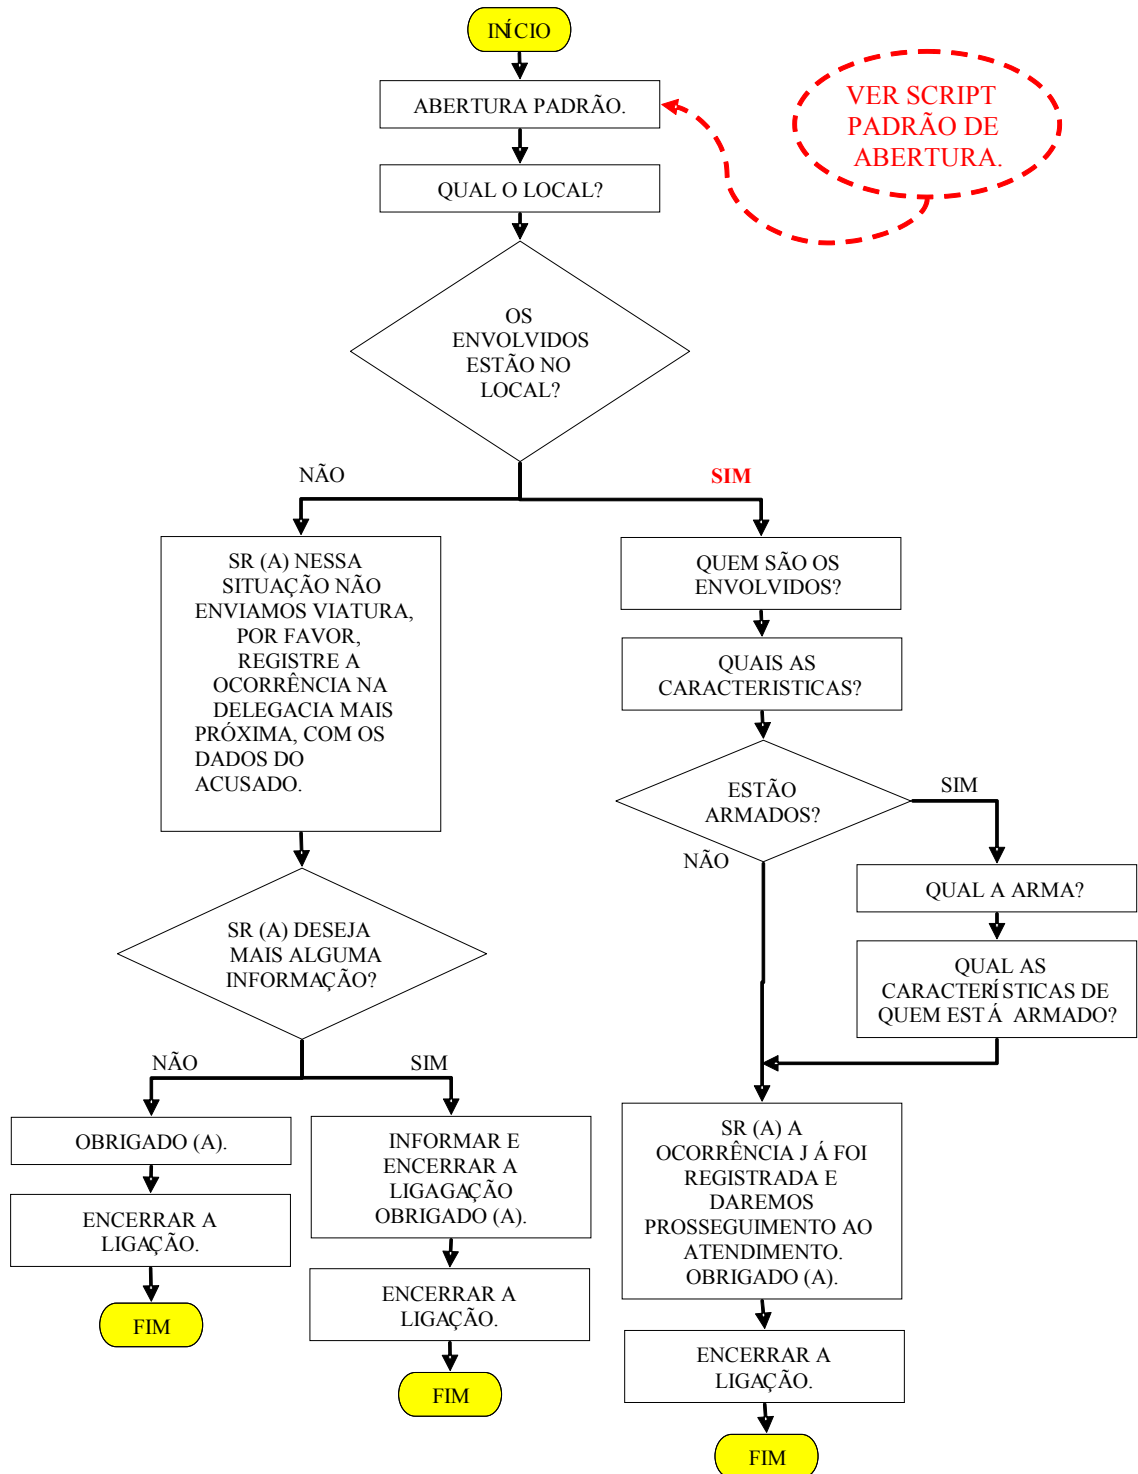 INÍCIO
ABERTURA PADRÃO.
VER SCRIPT
PADRÃO DE
ABERTURA.
QUAL O LOCAL?
OS
ENVOLVIDOS
ESTÃO NO
LOCAL?
NÃO
SIM
SR (A) NESSA
SITUAÇÃO NÃO
ENVIAMOS VIATURA,
POR FAVOR,
REGISTRE A
OCORRÊNCIA NA
DELEGACIA MAIS
PRÓXIMA, COM OS
DADOS DO
ACUSADO.
SR (A) DESEJA
MAIS ALGUMA
INFORMAÇÃO?
NÃO
SIM
OBRIGADO (A).
ENCERRAR A
LIGAÇÃO.
FIM
INFORMAR E
ENCERRAR A
LIGAGAÇÃO
OBRIGADO (A).
ENCERRAR A
LIGAÇÃO.
FIM
QUEM SÃO OS
ENVOLVIDOS?
QUAIS AS
CARACTERISTICAS?
ESTÃO
ARMADOS?
SIM
NÃO
QUAL A ARMA?
QUAL AS
CARACTERÍSTICAS DE
QUEM ESTÁ ARMADO?
SR (A) A
OCORRÊNCIA J Á FOI
REGISTRADA E
DAREMOS
PROSSEGUIMENTO AO
ATENDIMENTO.
OBRIGADO (A).
ENCERRAR A
LIGAÇÃO.
FIM